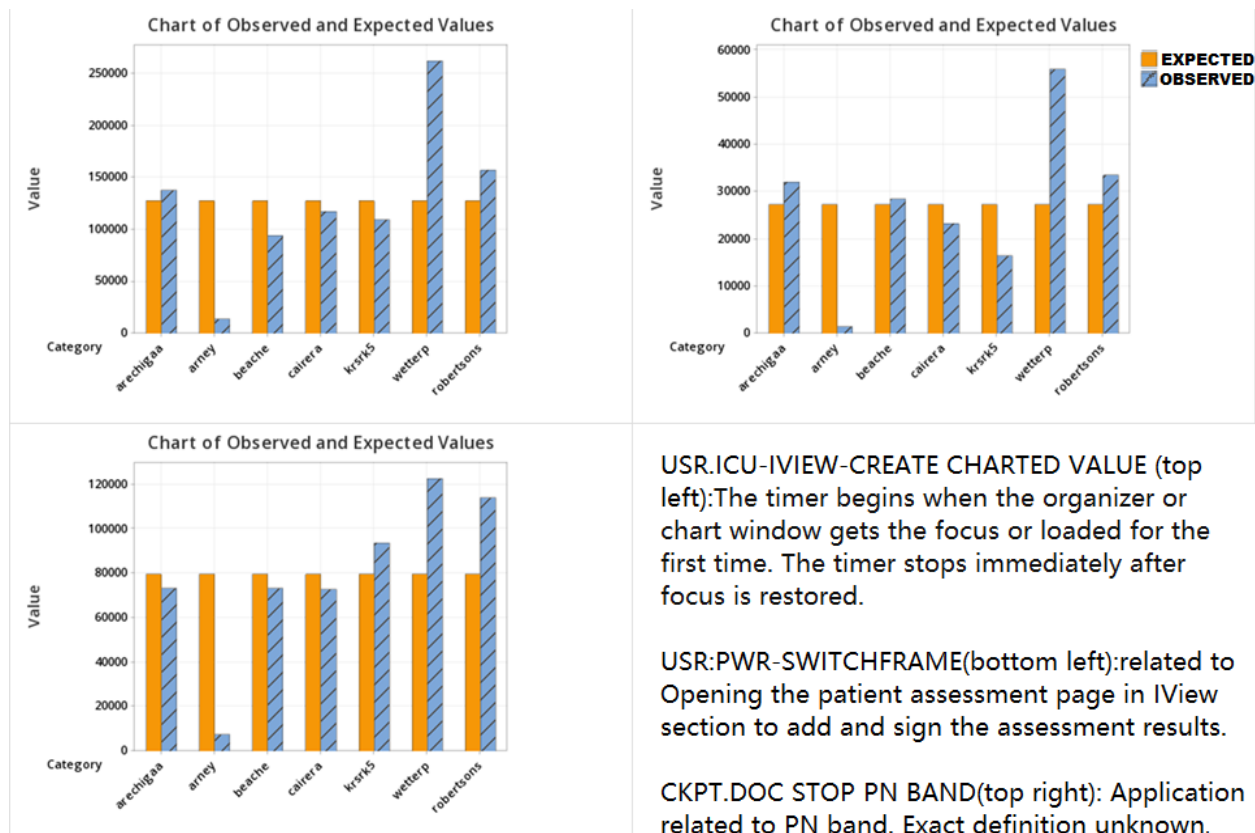 Chart of Observed and Expected Values
250000
200000
150000
100000
50000
0
Value
Category
arechigaa
arney
beache
cairera
krsrk5
wetterp
robertsons
Chart of Observed and Expected Values
60000
50000
40000
30000
20000
10000
0
Value
Category
arechigaa
arney
beache
cairera
krsrk5
wetterp
robertsons
EXPECTED
OBSERVED
Chart of Observed and Expected Values
120000
100000
80000
60000
40000
20000
0
Value
Category
arechigaa
arney
beache
cairera
krsrk5
wetterp
robertsons
USR.ICU-IVIEW-CREATE CHARTED VALUE (top
left):The timer begins when the organizer or
chart window gets the focus or loaded for the
first time. The timer stops immediately after
focus is restored.
USR:PWR-SWITCHFRAME(bottom left):related to
Opening the patient assessment page in IView
section to add and sign the assessment results.
CKPT.DOC STOP PN BAND(top right): Application
related to PN band. Exact definition unknown.